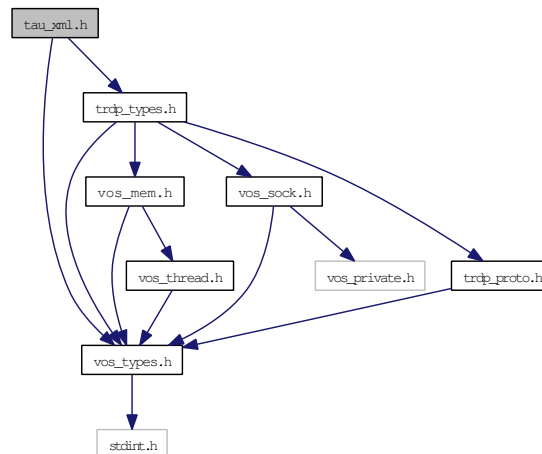 tau_xml.h
trdp_types.h
vos_mem.h
vos_sock.h
vos_thread.h
vos_private.h
trdp_proto.h
vos_types.h
stdint.h